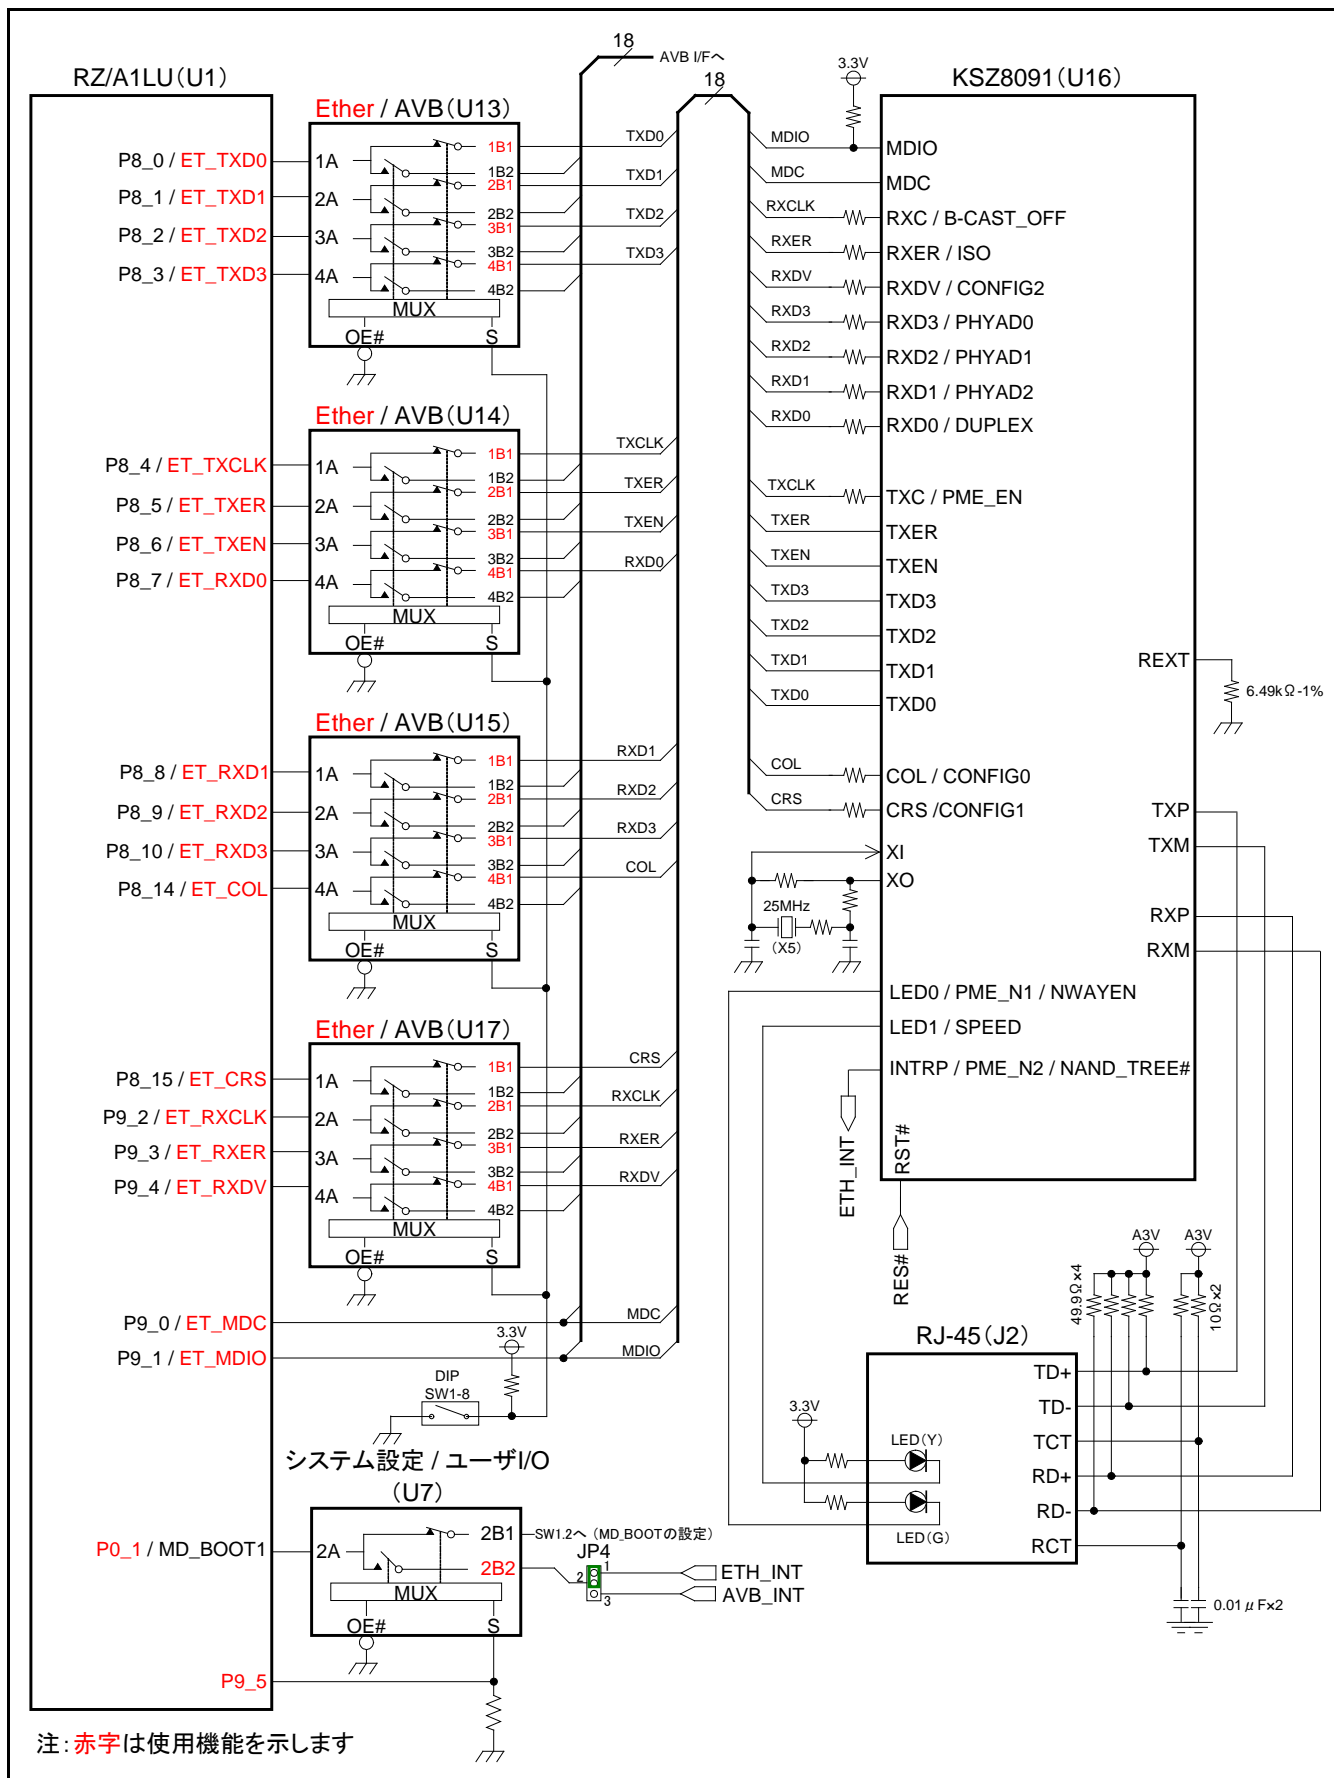 RZ/A1LU(U1)
18
AVB I/Fへ
18
3.3V
KSZ8091(U16)
Ether / AVB(U13)
P8_0 / ET_TXD0
P8_1 / ET_TXD1
P8_2 / ET_TXD2
P8_3 / ET_TXD3
1A
2A
3A
4A
1B1
1B2
2B1
2B2
3B1
3B2
4B1
4B2
MUX
OE#
S
TXD0
TXD1
TXD2
TXD3
Ether / AVB(U14)
P8_4 / ET_TXCLK
P8_5 / ET_TXER
P8_6 / ET_TXEN
P8_7 / ET_RXD0
1A
2A
3A
4A
1B1
1B2
2B1
2B2
3B1
3B2
4B1
4B2
MUX
OE#
S
TXCLK
TXER
TXEN
RXD0
Ether / AVB(U15)
P8_8 / ET_RXD1
P8_9 / ET_RXD2
P8_10 / ET_RXD3
P8_14 / ET_COL
1A
2A
3A
4A
1B1
1B2
2B1
2B2
3B1
3B2
4B1
4B2
MUX
OE#
S
RXD1
RXD2
RXD3
COL
Ether / AVB(U17)
P8_15 / ET_CRS
P9_2 / ET_RXCLK
P9_3 / ET_RXER
P9_4 / ET_RXDV
1A
2A
3A
4A
1B1
1B2
2B1
2B2
3B1
3B2
4B1
4B2
MUX
OE#
S
CRS
RXCLK
RXER
RXDV
P9_0 / ET_MDC
P9_1 / ET_MDIO
MDC
MDIO
3.3V
DIP
SW1-8
システム設定 / ユーザI/O
(U7)
P0_1 / MD_BOOT1
2A
2B1
2B2
MUX
OE#
S
SW1.2へ (MD_BOOTの設定)
JP4
1
2
3
ETH_INT
AVB_INT
P9_5
注：赤字は使用機能を示します
MDIO
MDC
RXCLK
RXER
RXDV
RXD3
RXD2
RXD1
RXD0
TXCLK
TXER
TXEN
TXD3
TXD2
TXD1
TXD0
COL
CRS
MDIO
MDC
RXC / B-CAST_OFF
RXER / ISO
RXDV / CONFIG2
RXD3 / PHYAD0
RXD2 / PHYAD1
RXD1 / PHYAD2
RXD0 / DUPLEX
TXC / PME_EN
TXER
TXEN
TXD3
TXD2
TXD1
TXD0
COL / CONFIG0
CRS /CONFIG1
XI
XO
25MHz
(X5)
LED0 / PME_N1 / NWAYEN
LED1 / SPEED
INTRP / PME_N2 / NAND_TREE#
RST#
ETH_INT
RES#
REXT
6.49kΩ-1%
TXP
TXM
RXP
RXM
A3V
A3V
49.9Ω×4
10Ω×2
RJ-45(J2)
3.3V
LED(Y)
LED(G)
TD+
TD-
TCT
RD+
RD-
RCT
0.01μF×2